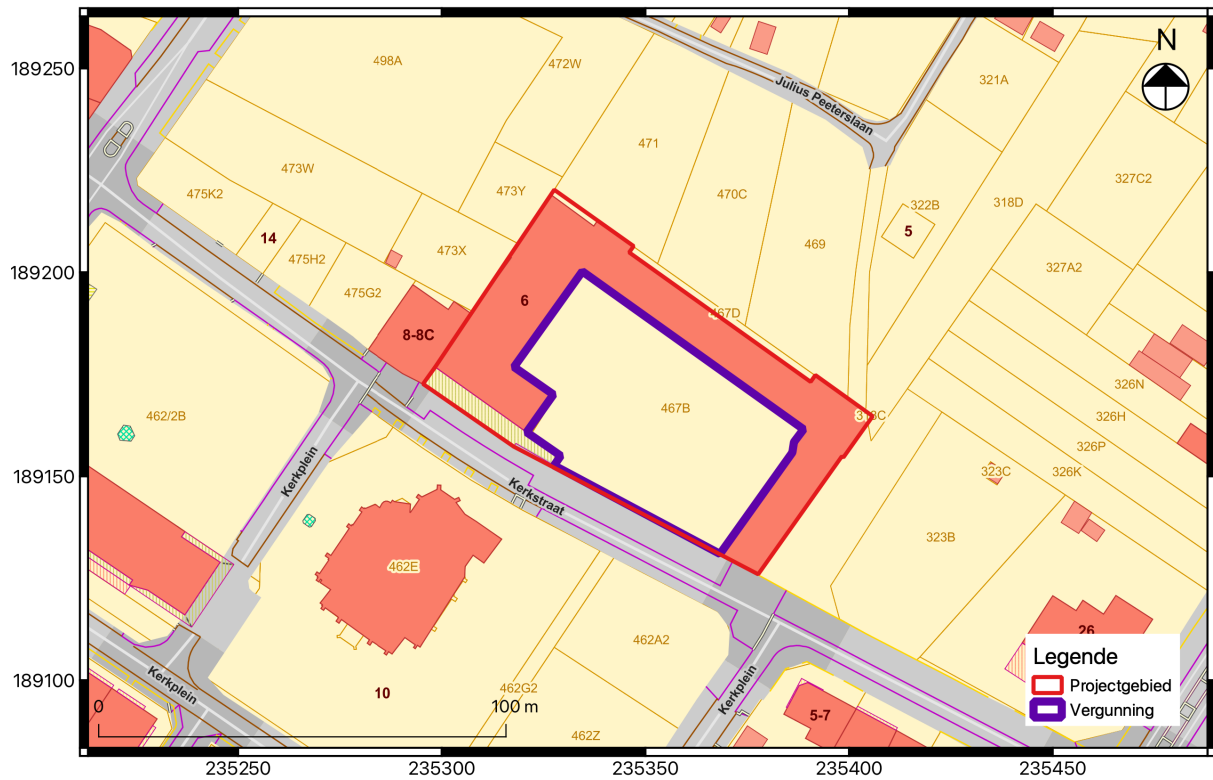 N
189250
189200
189150
189100
498A
472W
Julius Peeterslaan
321A
471
473W
327C2
475K2
473Y
470C
318D
322B
14
473X
469
5
475H2
327A2
475G2
6
467D
8-8C
326N
462/2B
467B
318C
326H
326P
Kerkplein
323C
326K
Kerkstraat
323B
462E
462A2
26
Kerkplein
10
462G2
Kerkplein
5-7
462Z
0
100 m
Legende
Projectgebied
Vergunning
235250
235300
235350
235400
235450